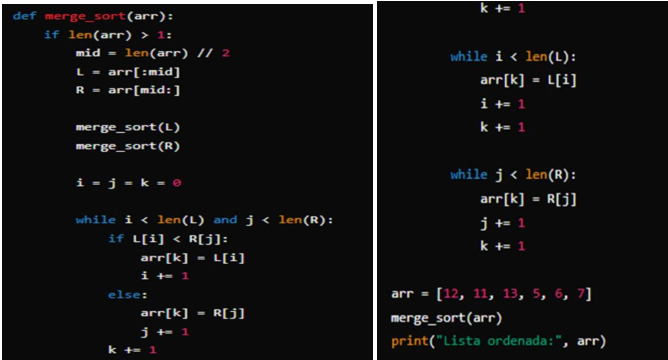 def merge_sort(arr):
    if len(arr) > 1:
        mid = len(arr) // 2
        L = arr[:mid]
        R = arr[mid:]

        merge_sort(L)
        merge_sort(R)

        i = j = k = 0

        while i < len(L) and j < len(R):
            if L[i] < R[j]:
                arr[k] = L[i]
                i += 1
            else:
                arr[k] = R[j]
                j += 1
            k += 1
            k += 1

        while i < len(L):
            arr[k] = L[i]
            i += 1
            k += 1

        while j < len(R):
            arr[k] = R[j]
            j += 1
            k += 1

arr = [12, 11, 13, 5, 6, 7]
merge_sort(arr)
print("Lista ordenada:", arr)